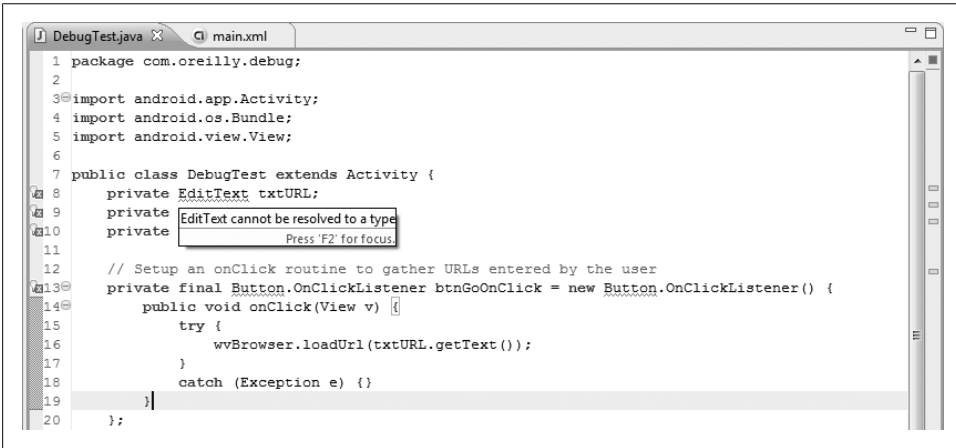 DebugTest.java main.xml
1 package com.oreilly.debug;
2
3 import android.app.Activity;
4 import android.os.Bundle;
5 import android.view.View;
6
7 public class DebugTest extends Activity {
8 private EditText txtURL;
9 private
EditText cannot be resolved to a type
10 private
Press 'F2' for focus.
11
12 // Setup an onClick routine to gather URLs entered by the user
13 private final Button.OnClickListener btnGoOnClick = new Button.OnClickListener() {
14 public void onClick(View v) {
15 try {
16 wvBrowser.loadUrl(txtURL.getText());
17 }
18 catch (Exception e) {}
19 }
20 };